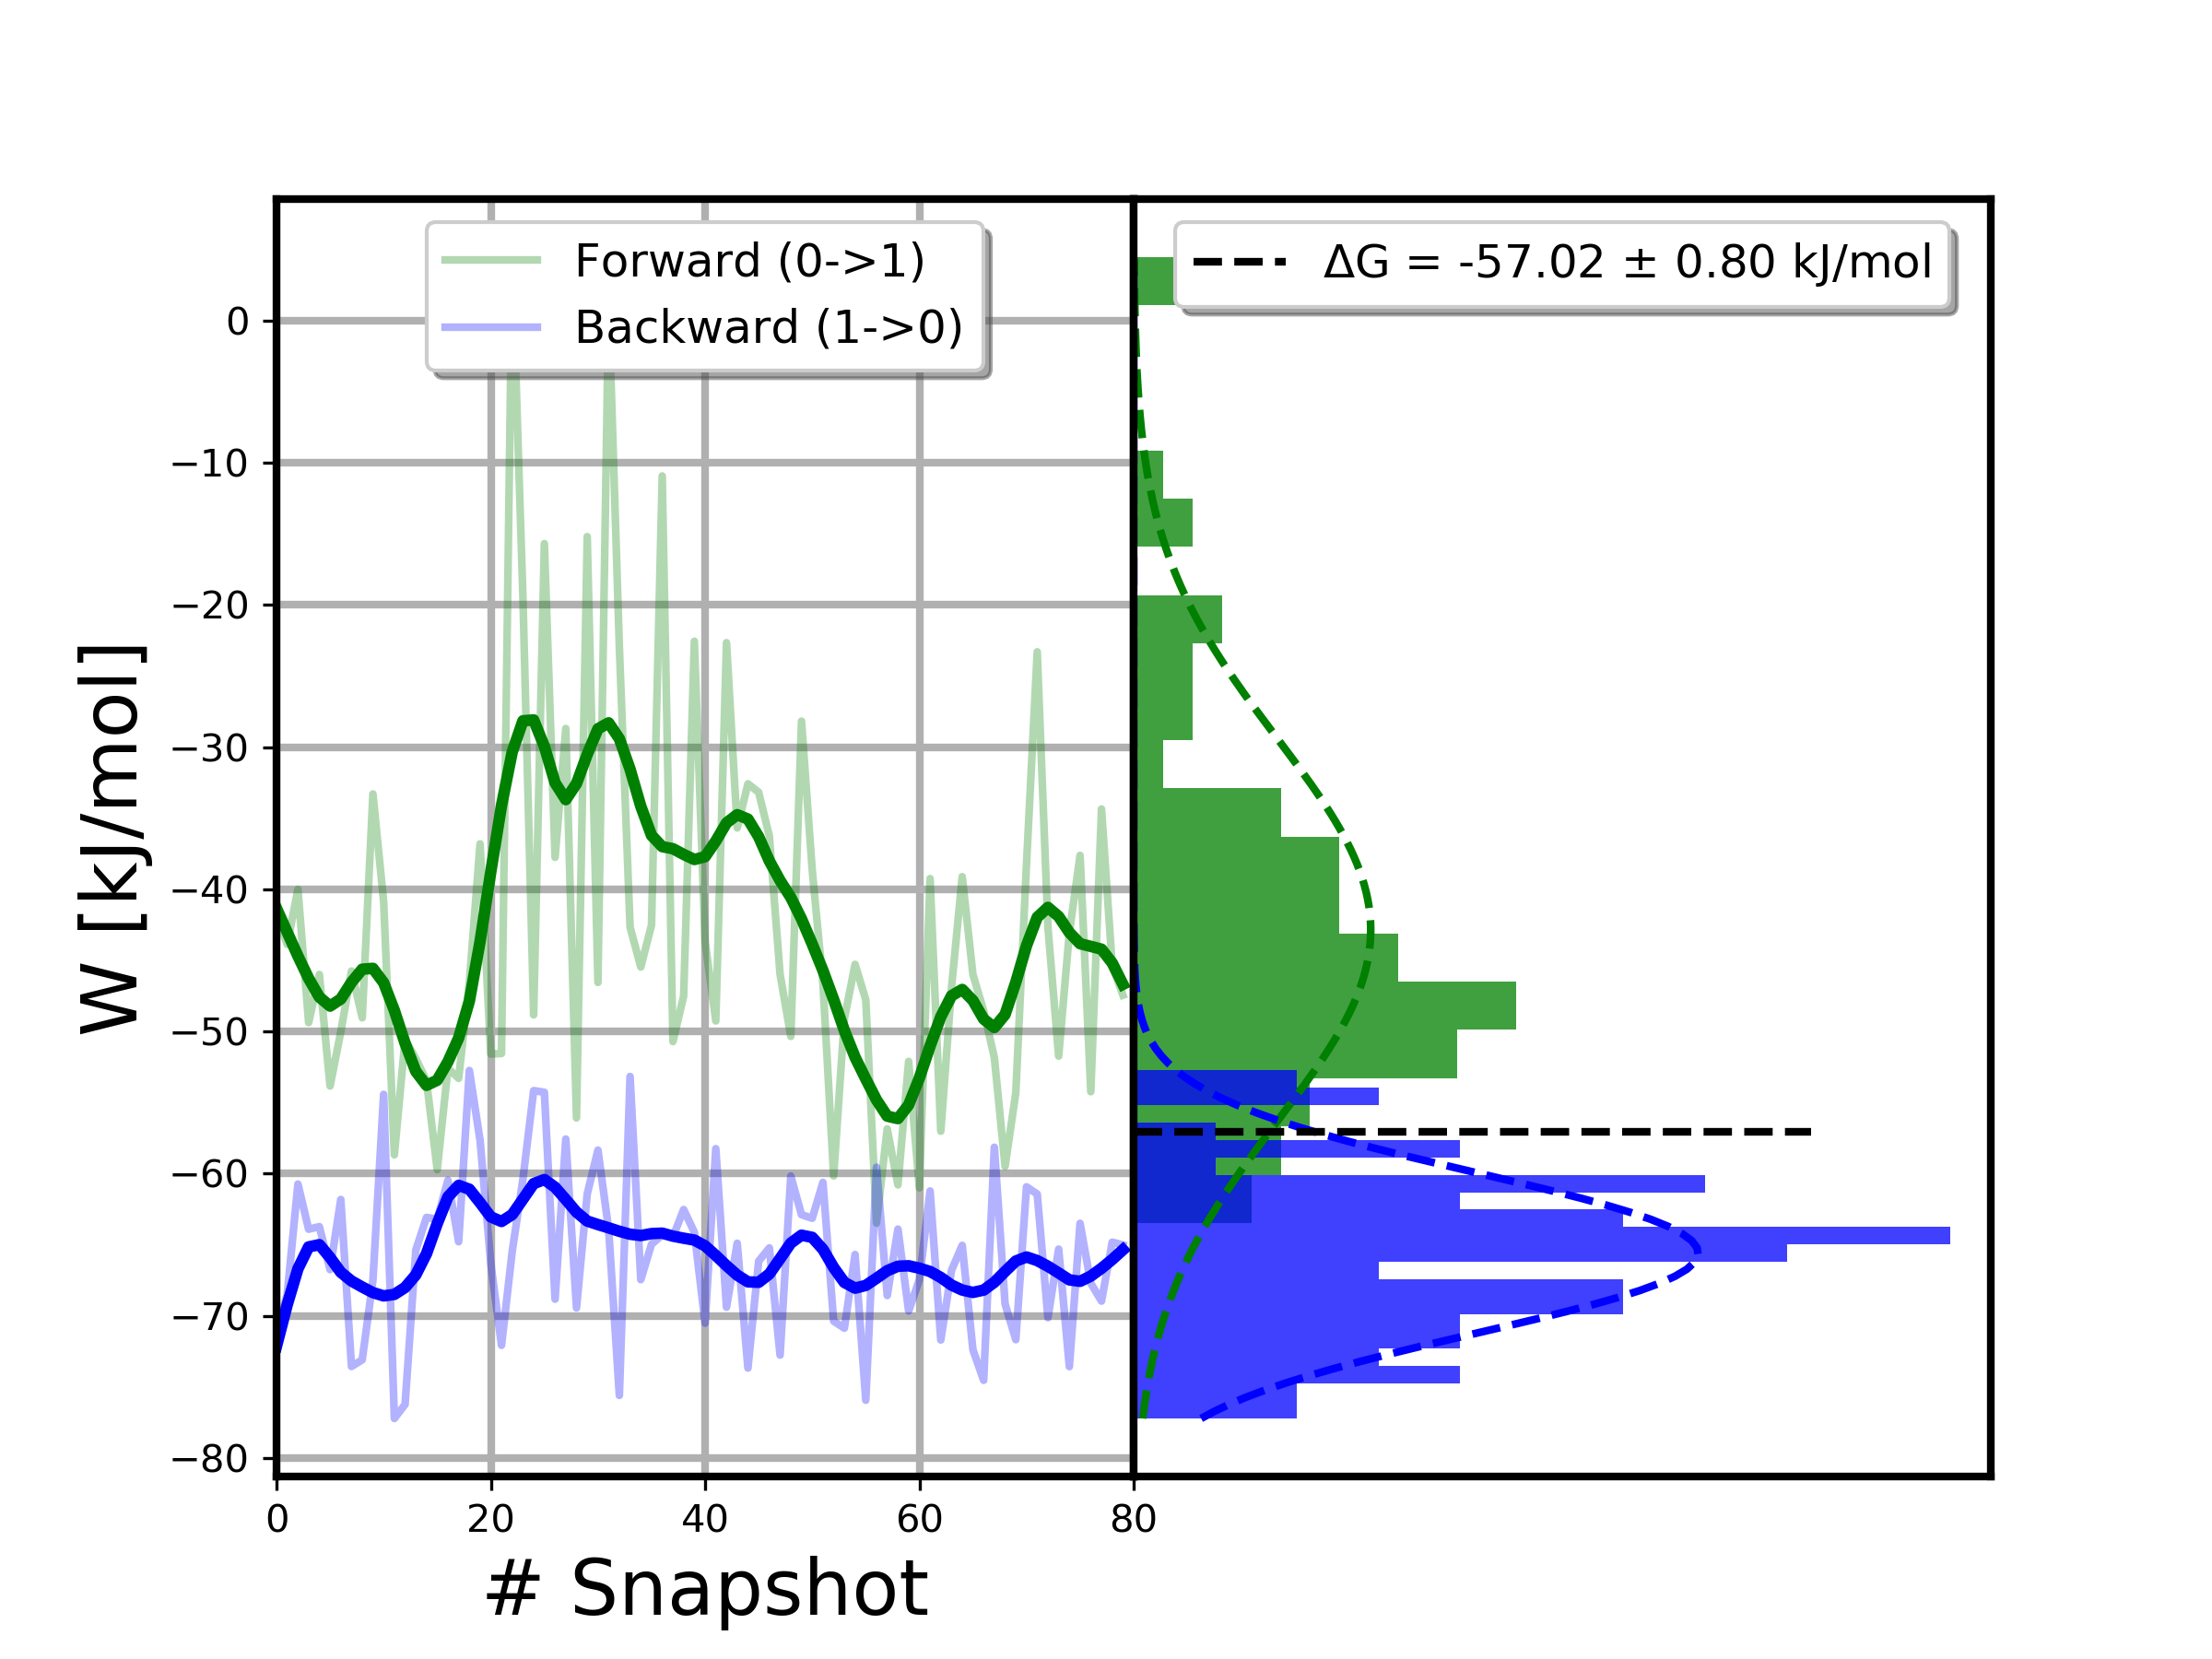 Forward (0->1)
Backward (1->0)
ΔG = -57.02 ± 0.80 kJ/mol
W [kJ/mol]
0
−10
−20
−30
−40
−50
−60
−70
−80
0 20 40 60 80
# Snapshot